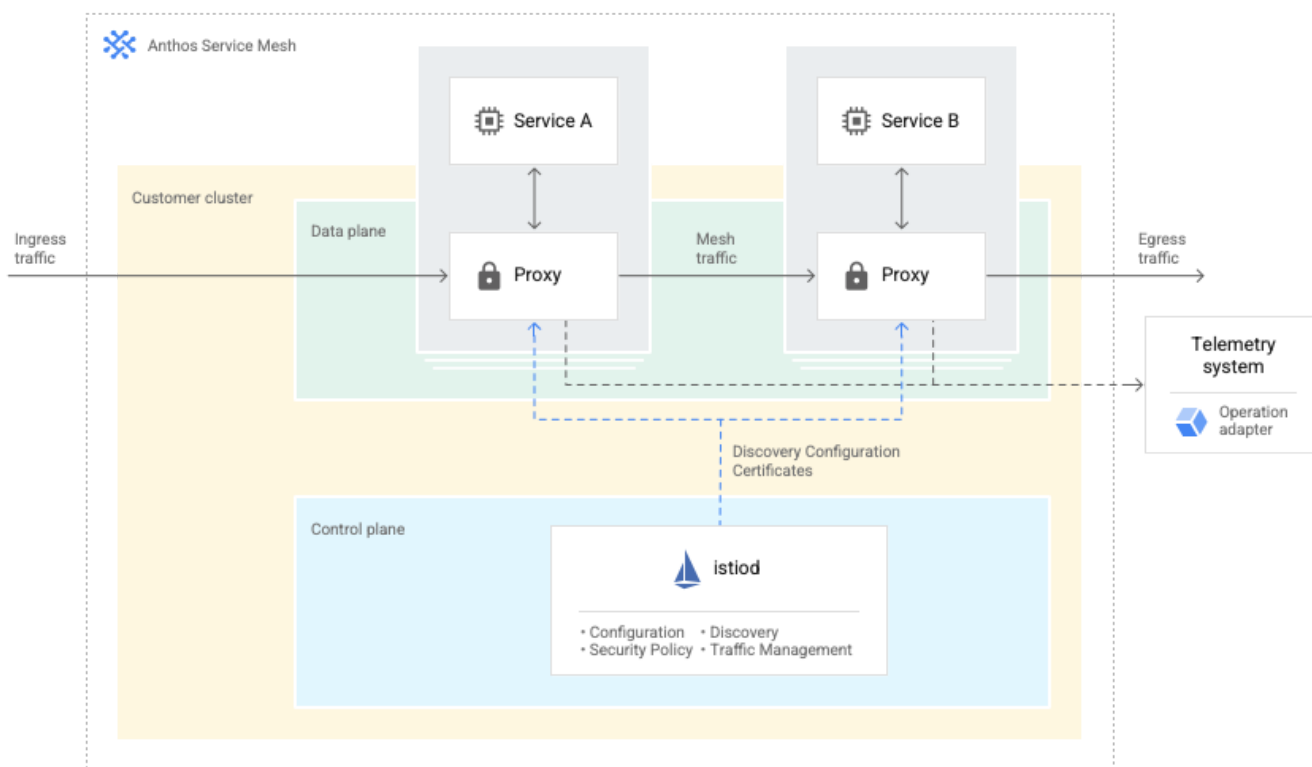 Anthos Service Mesh
Service A
Service B
Customer cluster
Data plane
Ingress
traffic
Proxy
Mesh
traffic
Proxy
Egress
traffic
Telemetry
system
Operation
adapter
Discovery Configuration
Certificates
Control plane
istiod
• Configuration • Discovery
• Security Policy • Traffic Management